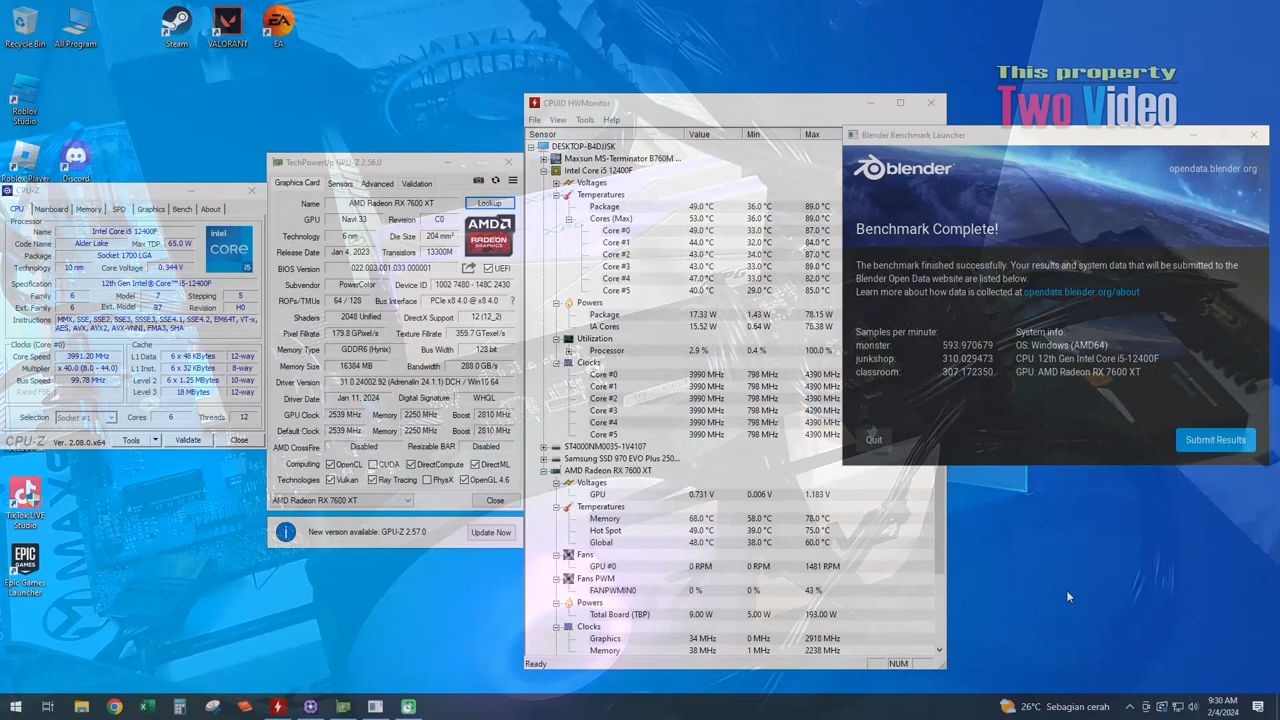 Recycle Bin
All Program
Steam
VALORANT
EA
Roblox Studio
Roblox Player
Discord
TikTok LIVE Studio
Epic Games Launcher
This property
Two Video
CPU-Z
CPU Mainboard Memory SPD Graphics Bench About
Processor
Name Intel Core i5 12400F
Code Name Alder Lake Max TDP 65.0 W
Package Socket 1700 LGA
Technology 10 nm Core Voltage 0.344 V
intel CORE i5
Specification 12th Gen Intel® Core™ i5-12400F
Family 6 Model 7 Stepping 5
Ext. Family 6 Ext. Model 97 Revision H0
Instructions MMX, SSE, SSE2, SSE3, SSSE3, SSE4.1, SSE4.2, EM64T, VT-x,
AES, AVX, AVX2, AVX-VNNI, FMA3, SHA
Clocks (Core #0) Cache
Core Speed 3991.20 MHz L1 Data 6 x 48 KBytes 12-way
Multiplier x 40.0 (8.0 - 44.0) L1 Inst. 6 x 32 KBytes 8-way
Bus Speed 99.78 MHz Level 2 6 x 1.25 MBytes 10-way
Rated FSB Level 3 18 MBytes 12-way
Selection Socket #1 Cores 6 Threads 12
CPU-Z Ver. 2.08.0.x64 Tools Validate Close
TechPowerUp GPU-Z 2.56.0
Graphics Card Sensors Advanced Validation
Name AMD Radeon RX 7600 XT Lookup
GPU Navi 33 Revision C0
Technology 6 nm Die Size 204 mm²
Release Date Jan 4, 2023 Transistors 13300M
AMD RADEON GRAPHICS
BIOS Version 022.003.001.033.000001 UEFI
Subvendor PowerColor Device ID 1002 7480 - 148C 2430
ROPs/TMUs 64 / 128 Bus Interface PCIe x8 4.0 @ x8 4.0 ?
Shaders 2048 Unified DirectX Support 12 (12_2)
Pixel Fillrate 179.8 GPixel/s Texture Fillrate 359.7 GTexel/s
Memory Type GDDR6 (Hynix) Bus Width 128 bit
Memory Size 16384 MB Bandwidth 288.0 GB/s
Driver Version 31.0.24002.92 (Adrenalin 24.1.1) DCH / Win10 64
Driver Date Jan 11, 2024 Digital Signature WHQL
GPU Clock 2539 MHz Memory 2250 MHz Boost 2810 MHz
Default Clock 2539 MHz Memory 2250 MHz Boost 2810 MHz
AMD CrossFire Disabled Resizable BAR Disabled
Computing OpenCL CUDA DirectCompute DirectML
Technologies Vulkan Ray Tracing PhysX OpenGL 4.6
AMD Radeon RX 7600 XT Close
New version available: GPU-Z 2.57.0 Update Now
CPUID HWMonitor
File View Tools Help
Sensor Value Min Max
DESKTOP-B4DJJSK
Maxsun MS-Terminator B760M ...
Intel Core i5 12400F
Voltages
Temperatures
Package 49.0 °C 36.0 °C 89.0 °C
Cores (Max) 53.0 °C 36.0 °C 89.0 °C
Core #0 49.0 °C 33.0 °C 87.0 °C
Core #1 44.0 °C 32.0 °C 84.0 °C
Core #2 43.0 °C 34.0 °C 87.0 °C
Core #3 43.0 °C 33.0 °C 89.0 °C
Core #4 44.0 °C 33.0 °C 82.0 °C
Core #5 40.0 °C 29.0 °C 85.0 °C
Powers
Package 17.33 W 1.43 W 78.15 W
IA Cores 15.52 W 0.64 W 76.38 W
Utilization
Processor 2.9 % 0.4 % 100.0 %
Clocks
Core #0 3990 MHz 798 MHz 4390 MHz
Core #1 3990 MHz 798 MHz 4390 MHz
Core #2 3990 MHz 798 MHz 4390 MHz
Core #3 3990 MHz 798 MHz 4390 MHz
Core #4 3990 MHz 798 MHz 4390 MHz
Core #5 3990 MHz 798 MHz 4390 MHz
ST4000NM0035-1V4107
Samsung SSD 970 EVO Plus 250...
AMD Radeon RX 7600 XT
Voltages
GPU 0.731 V 0.006 V 1.183 V
Temperatures
Memory 68.0 °C 58.0 °C 78.0 °C
Hot Spot 49.0 °C 39.0 °C 75.0 °C
Global 48.0 °C 38.0 °C 60.0 °C
Fans
GPU #0 0 RPM 0 RPM 1481 RPM
Fans PWM
FANPWMIN0 0 % 0 % 43 %
Powers
Total Board (TBP) 9.00 W 5.00 W 193.00 W
Clocks
Graphics 34 MHz 0 MHz 2918 MHz
Memory 38 MHz 1 MHz 2238 MHz
Ready NUM
Blender Benchmark Launcher
blender opendata.blender.org
Benchmark Complete!
The benchmark finished successfully. Your results and system data that will be submitted to the
Blender Open Data website are listed below.
Learn more about how data is collected at opendata.blender.org/about
Samples per minute: System info:
monster: 593.970679 OS: Windows (AMD64)
junkshop: 310.029473 CPU: 12th Gen Intel Core i5-12400F
classroom: 307.172350 GPU: AMD Radeon RX 7600 XT
Quit Submit Results
26°C Sebagian cerah
9:30 AM
2/4/2024